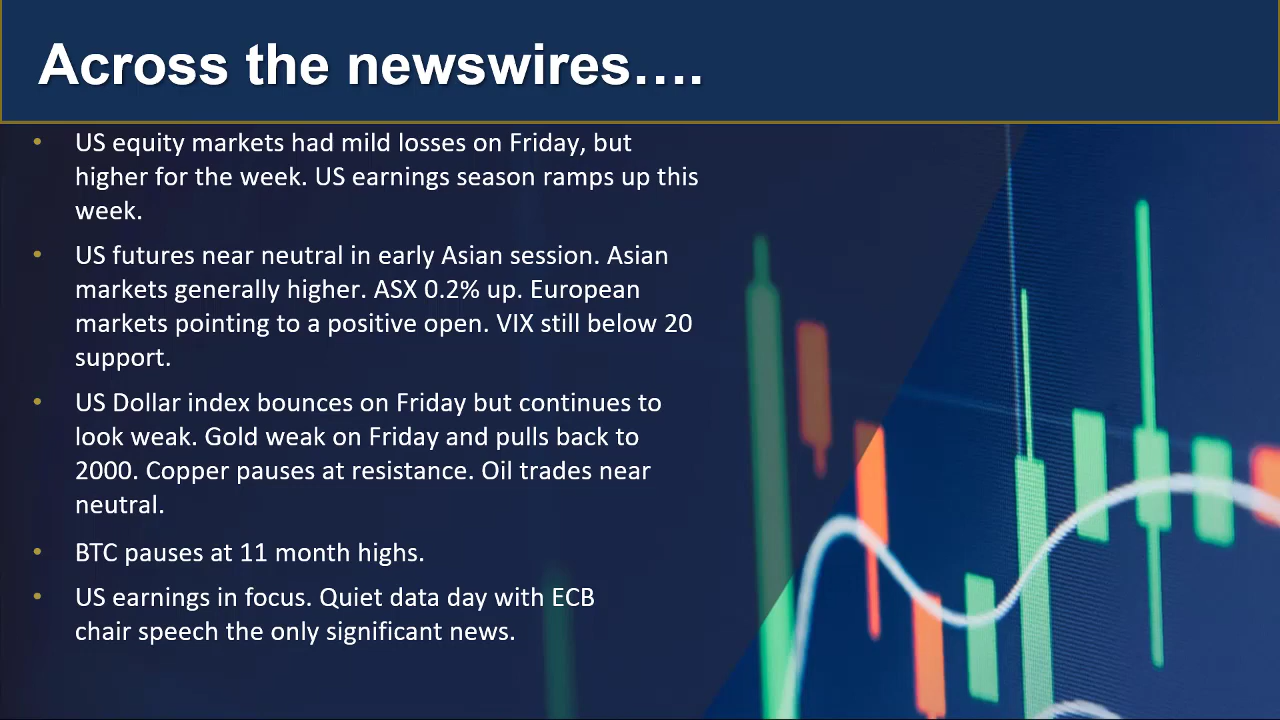 Across the newswires....
• US equity markets had mild losses on Friday, but
higher for the week. US earnings season ramps up this
week.
• US futures near neutral in early Asian session. Asian
markets generally higher. ASX 0.2% up. European
markets pointing to a positive open. VIX still below 20
support.
• US Dollar index bounces on Friday but continues to
look weak. Gold weak on Friday and pulls back to
2000. Copper pauses at resistance. Oil trades near
neutral.
• BTC pauses at 11 month highs.
• US earnings in focus. Quiet data day with ECB
chair speech the only significant news.